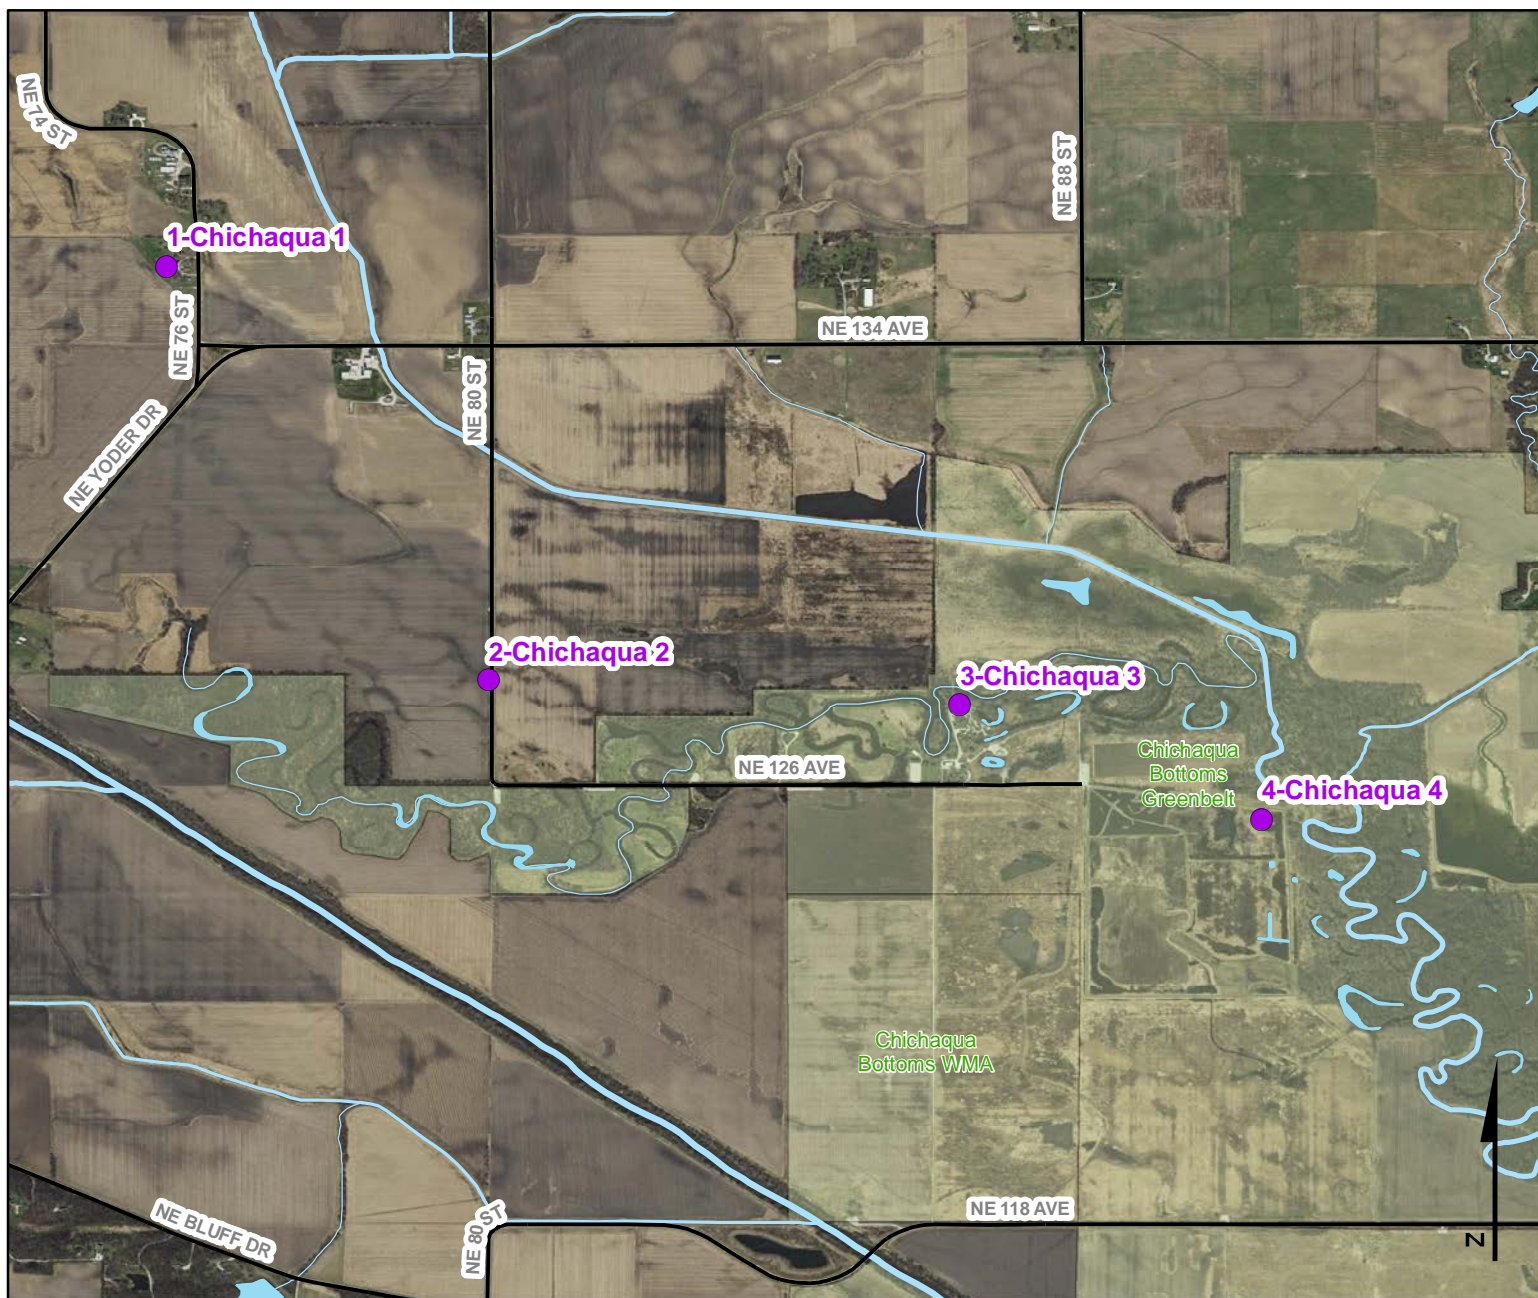 NE 74 ST
NE 88 ST
1-Chichaqua 1
NE 76 ST
NE 134 AVE
NE 80 ST
NE YODER DR
2-Chichaqua 2
3-Chichaqua 3
NE 126 AVE
Chichaqua
Bottoms
Greenbelt
4-Chichaqua 4
Chichaqua
Bottoms WMA
NE BLUFF DR
NE 80 ST
NE 118 AVE
N